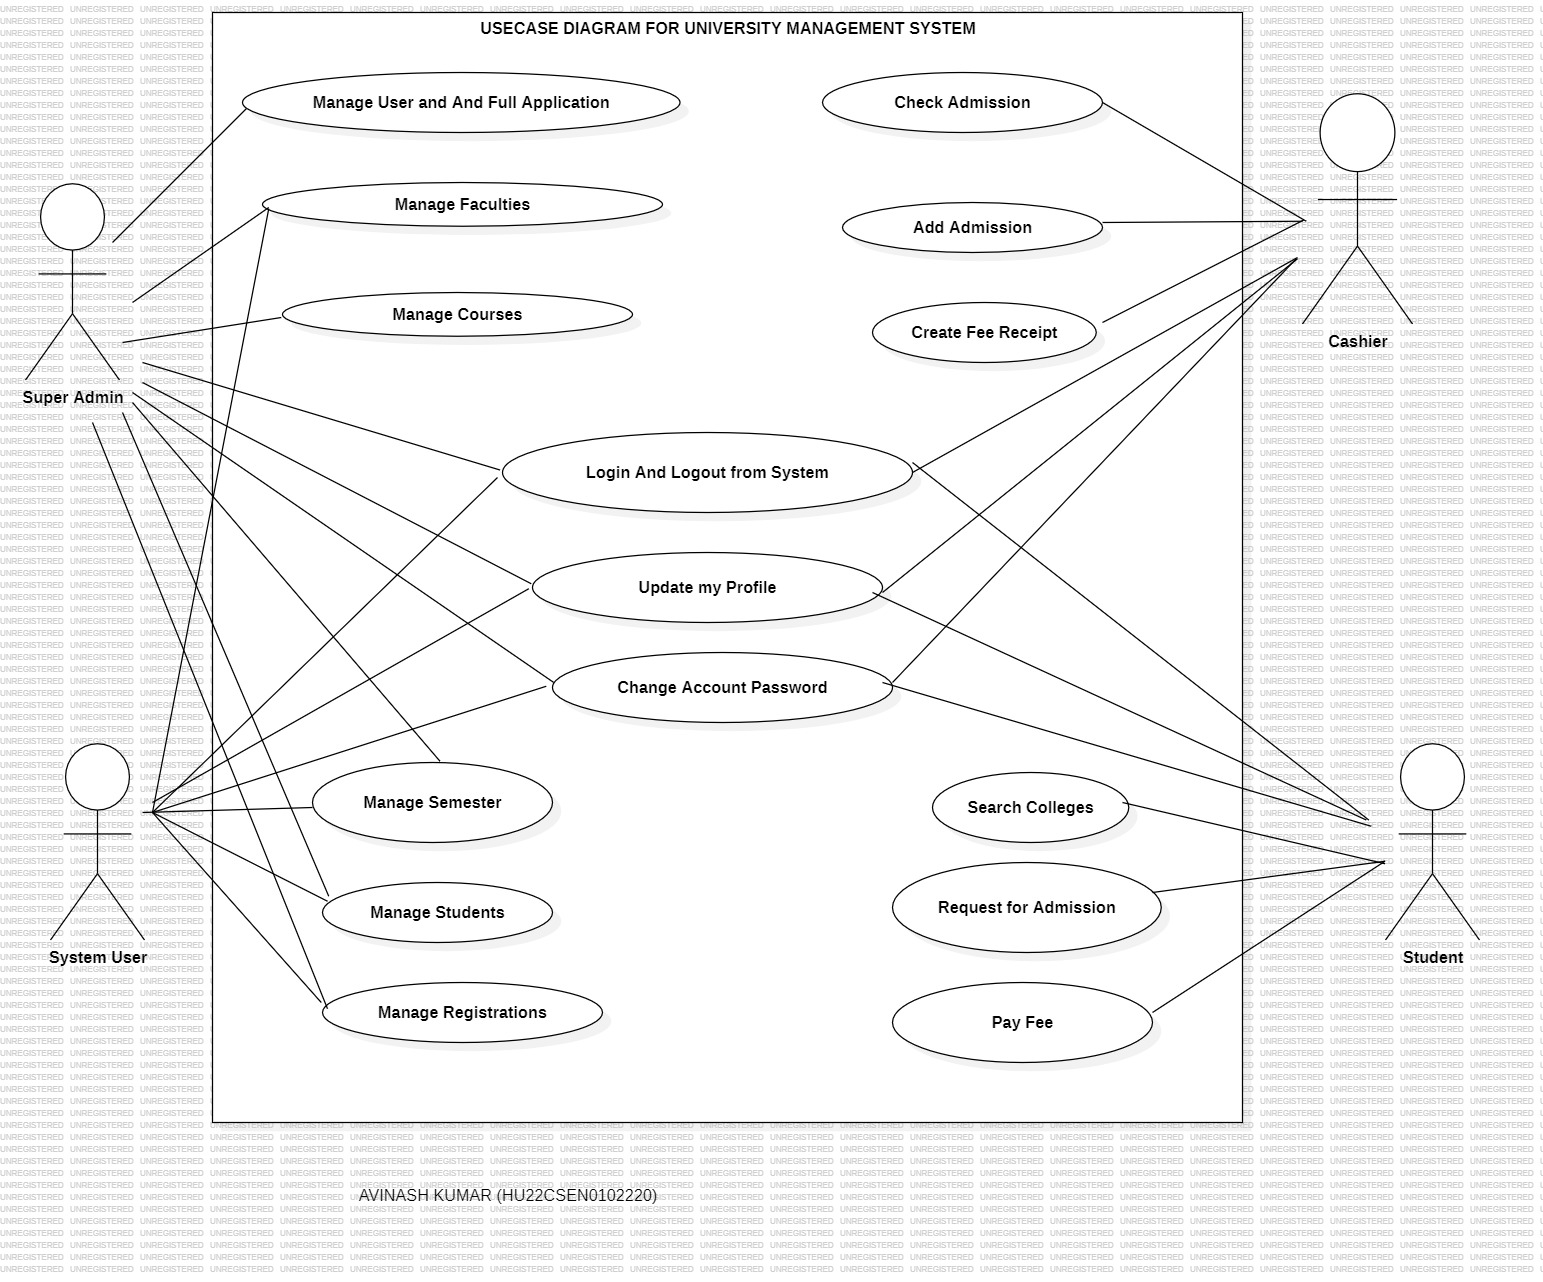 USECASE DIAGRAM FOR UNIVERSITY MANAGEMENT SYSTEM
Manage User and And Full Application
Check Admission
Manage Faculties
Add Admission
Manage Courses
Create Fee Receipt
Cashier
Super Admin
Login And Logout from System
Update my Profile
Change Account Password
Manage Semester
Search Colleges
Manage Students
Request for Admission
System User
Student
Manage Registrations
Pay Fee
AVINASH KUMAR (HU22CSEN0102220)
UNREGISTERED